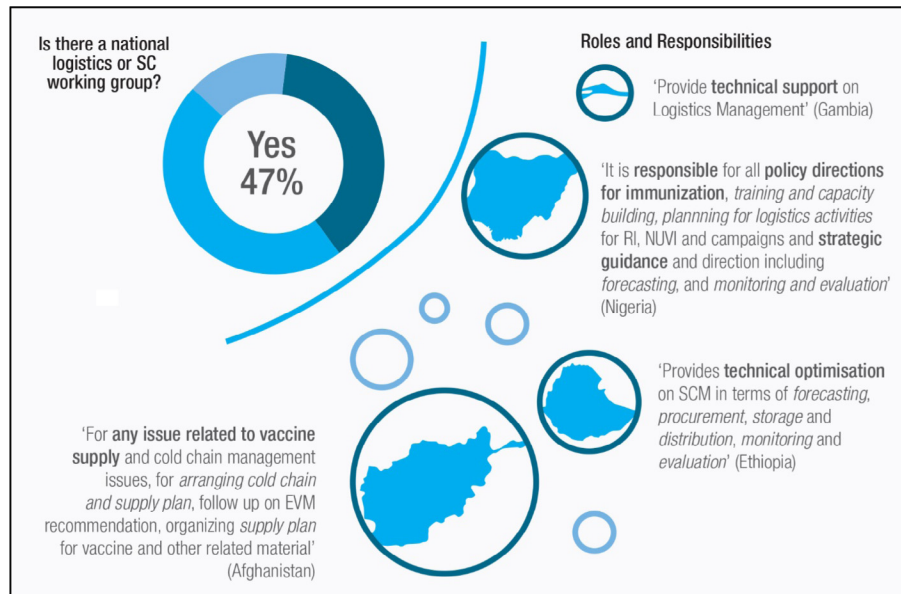 Is there a national
logistics or SC
working group?
Yes
47%
Roles and Responsibilities
‘Provide technical support on
Logistics Management’ (Gambia)
‘It is responsible for all policy directions
for immunization, training and capacity
building, plannning for logistics activities
for RI, NUVI and campaigns and strategic
guidance and direction including
forecasting, and monitoring and evaluation’
(Nigeria)
‘Provides technical optimisation
on SCM in terms of forecasting,
procurement, storage and
distribution, monitoring and
evaluation’ (Ethiopia)
‘For any issue related to vaccine
supply and cold chain management
issues, for arranging cold chain
and supply plan, follow up on EVM
recommendation, organizing supply plan
for vaccine and other related material’
(Afghanistan)